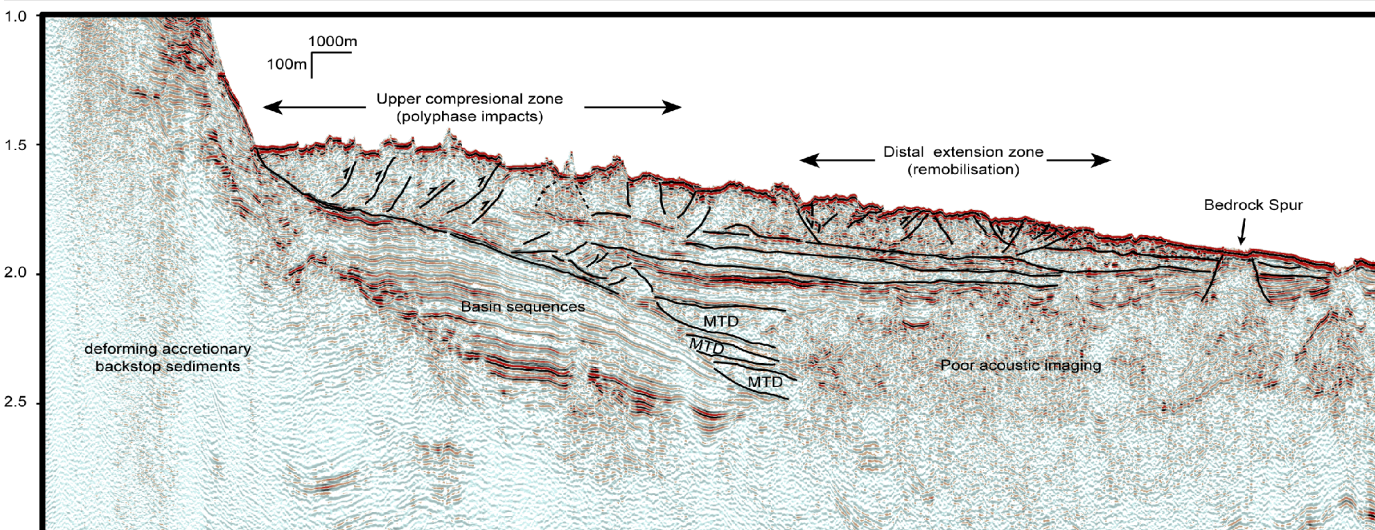 1.0
1000m
100m
Upper compresional zone
(polyphase impacts)
1.5
Distal extension zone
(remobilisation)
Bedrock Spur
2.0
Basin sequences
MTD
MTD
deforming accretionary
backstop sediments
Poor acoustic imaging
MTD
2.5